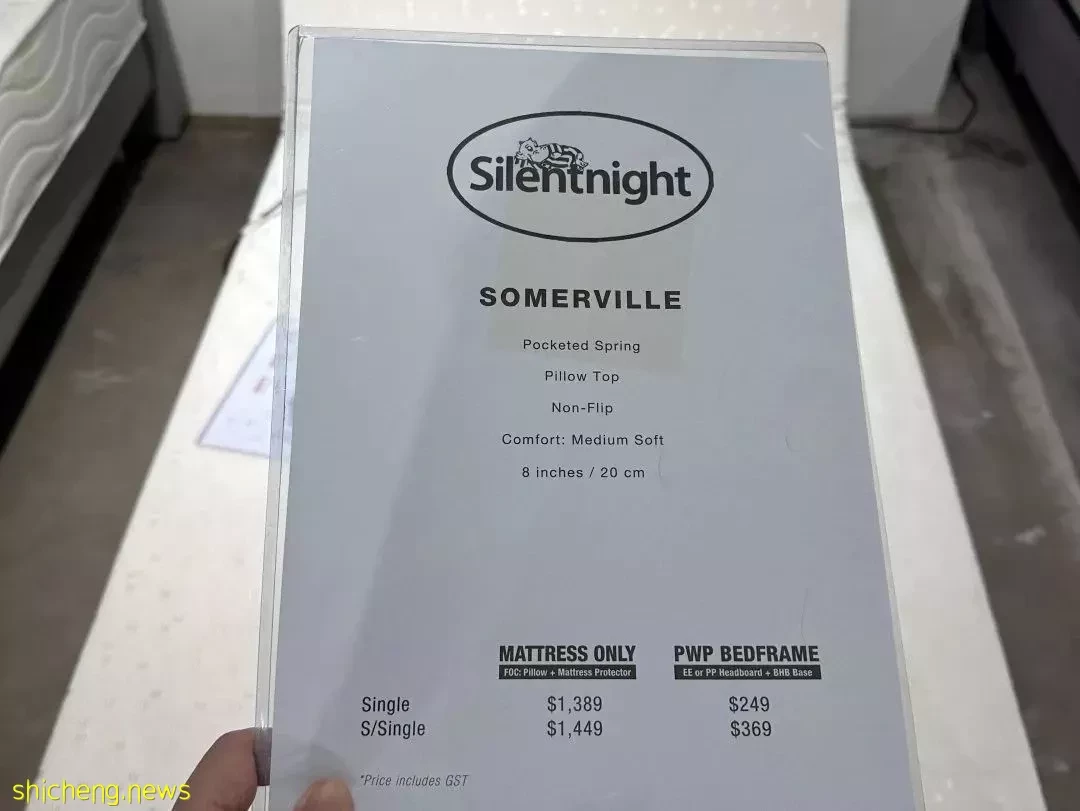 Silentnight
SOMERVILLE
Pocketed Spring
Pillow Top
Non-Flip
Comfort: Medium Soft
8 inches / 20 cm
MATTRESS ONLY PWP BEDFRAME
FOC: Pillow + Mattress Protector EE or PP Headboard + BHB Base
Single $1,389 $249
S/Single $1,449 $369
*Price includes GST
shicheng.news